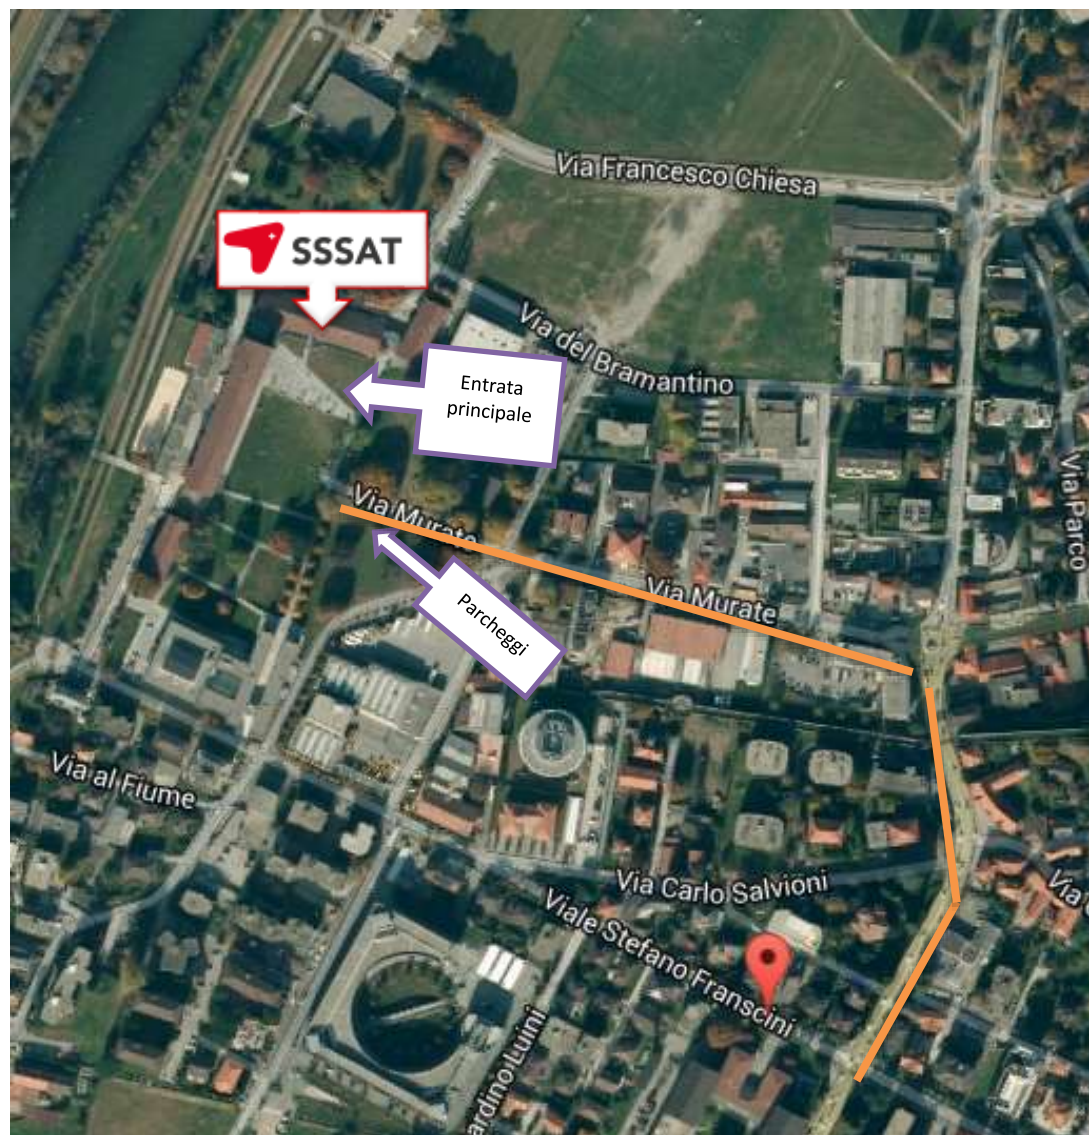 Via Francesco Chiesa
SSSAT
Via del Bramantino
Entrata
principale
Via Parco
Via Murate
Via Murate
Parcheggi
Via al Fiume
Via Carlo Salvioni
Via
Viale Stefano Franscini
ardino Luini